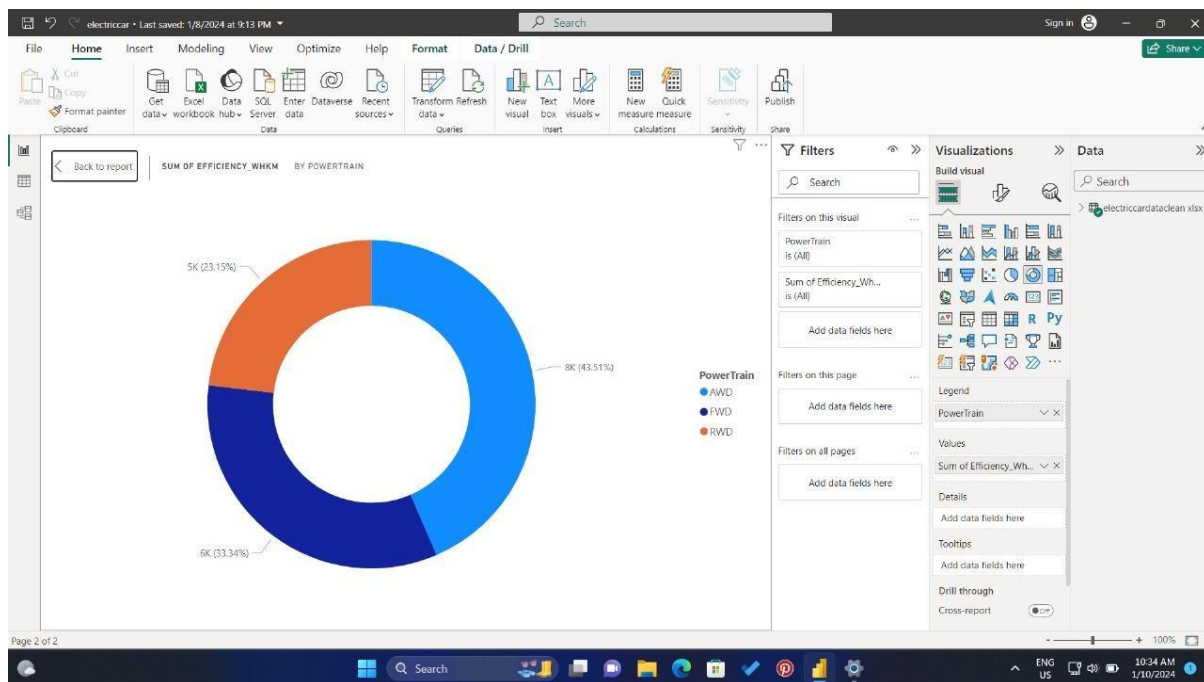 electriccar • Last saved: 1/8/2024 at 9:13 PM
Search
Sign in
File Home Insert Modeling View Optimize Help Format Data / Drill
Share
Paste
Cut
Copy
Format painter
Clipboard
Get data
Excel workbook
Data hub
SQL Server
Enter data
Dataverse
Recent sources
Data
Transform data
Refresh
Queries
New visual
Text box
More visuals
Insert
New measure
Quick measure
Calculations
Sensitivity
Sensitivity
Publish
Share
Back to report
SUM OF EFFICIENCY_WHKM BY POWERTRAIN
5K (23.15%)
8K (43.51%)
6K (33.34%)
PowerTrain
AWD
FWD
RWD
Filters
Search
Filters on this visual
PowerTrain
is (All)
Sum of Efficiency_Wh...
is (All)
Add data fields here
Filters on this page
Add data fields here
Filters on all pages
Add data fields here
Visualizations
Build visual
123
R Py
Legend
PowerTrain
Values
Sum of Efficiency_Wh...
Details
Add data fields here
Tooltips
Add data fields here
Drill through
Cross-report
Off
Data
Search
electriccardataclean xlsx
Page 2 of 2
- + 100%
Search
ENG
US
10:34 AM
1/10/2024
1